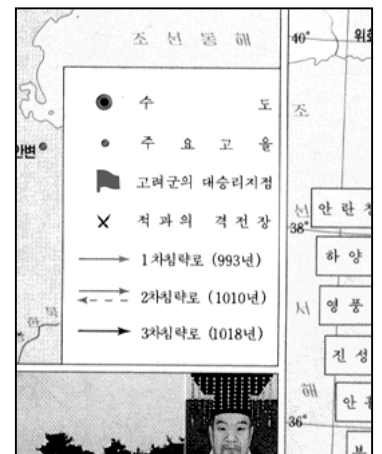 조선동해
40°
위화
조
안변
수 도
주 요 고 을
고려군의 대승리지점
적과의 격전장
1차침략로 (993년)
2차침략로 (1010년)
3차침략로 (1018년)
선
38°
안란
하양
서
영풍
진성
해
안
36°
한
북